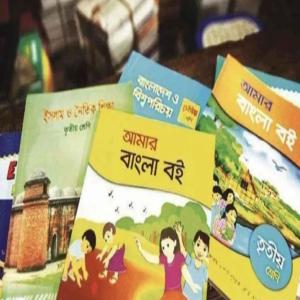 ইসলাম ও নৈতিক শিক্ষা
তৃতীয় শ্রেণি
বাংলাদেশ ও
বিশ্বপরিচয়
আমার
বাংলা বই
আমার
বাংলা বই
তৃতীয়
শ্রেণি